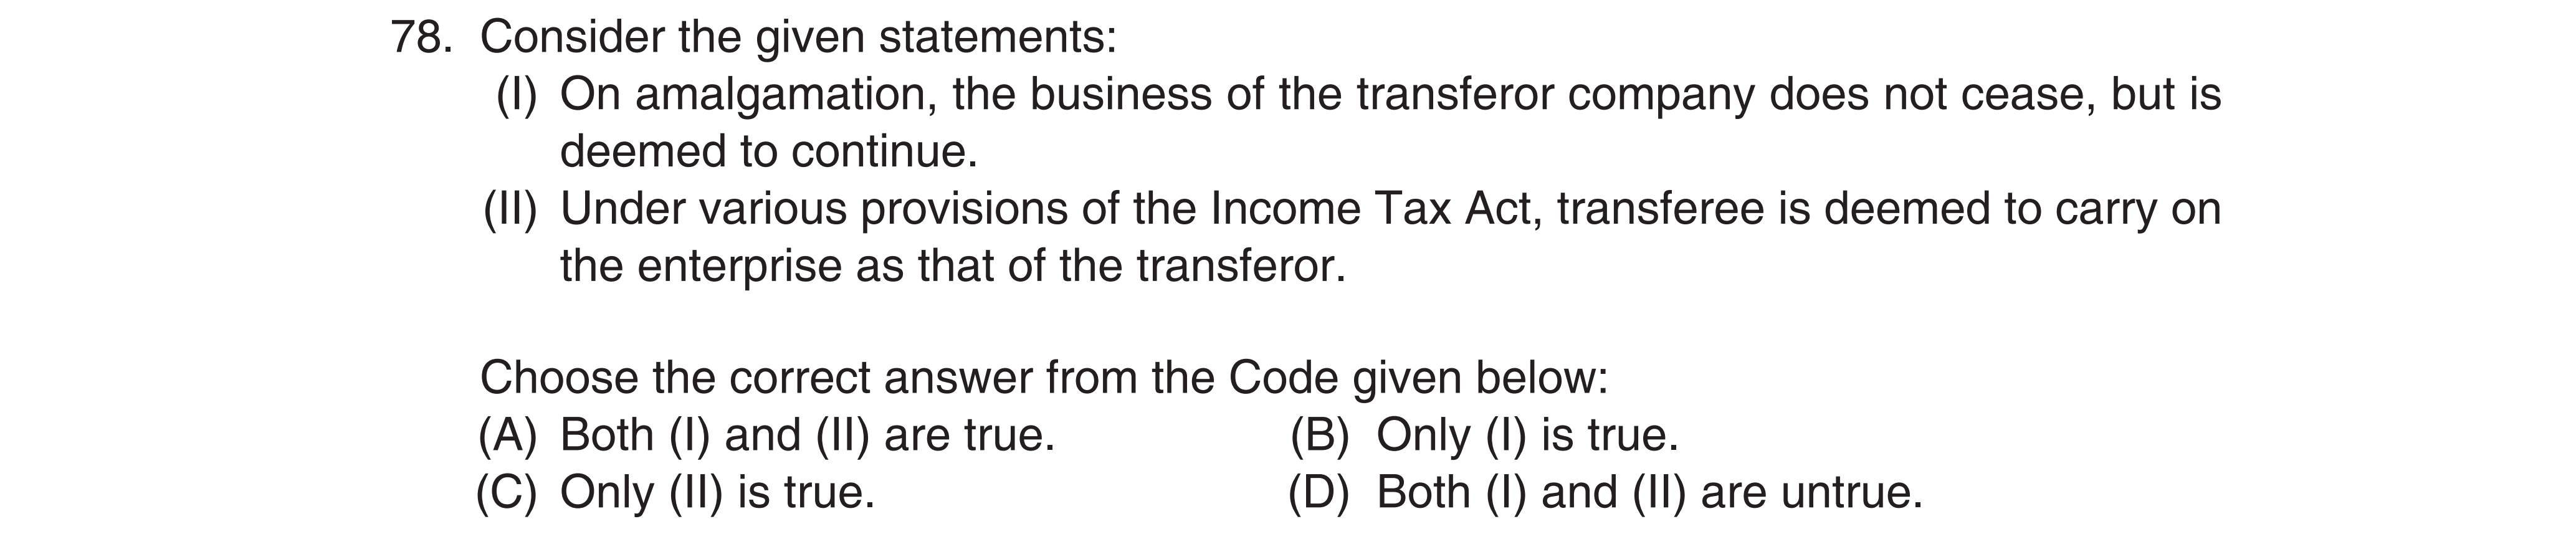 78. Consider the given statements:
(I) On amalgamation, the business of the transferor company does not cease, but is
deemed to continue.
(II) Under various provisions of the Income Tax Act, transferee is deemed to carry on
the enterprise as that of the transferor.
Choose the correct answer from the Code given below:
(A) Both (I) and (II) are true. (B) Only (I) is true.
(C) Only (II) is true. (D) Both (I) and (II) are untrue.